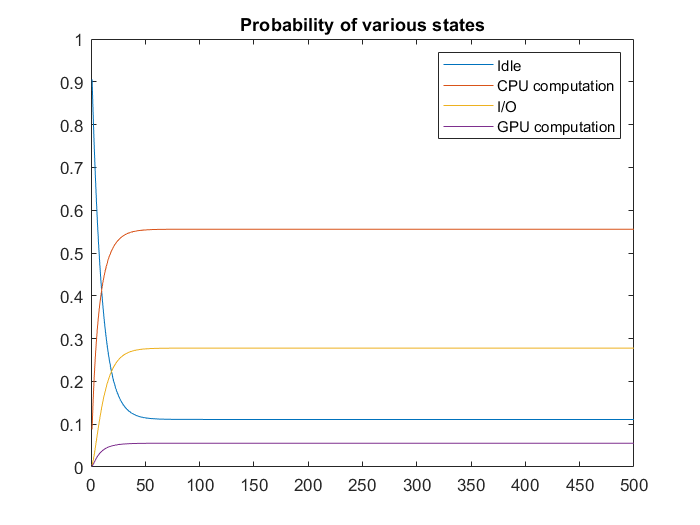 Probability of various states
1
0.9
0.8
0.7
0.6
0.5
0.4
0.3
0.2
0.1
0
Idle
CPU computation
I/O
GPU computation
0 50 100 150 200 250 300 350 400 450 500